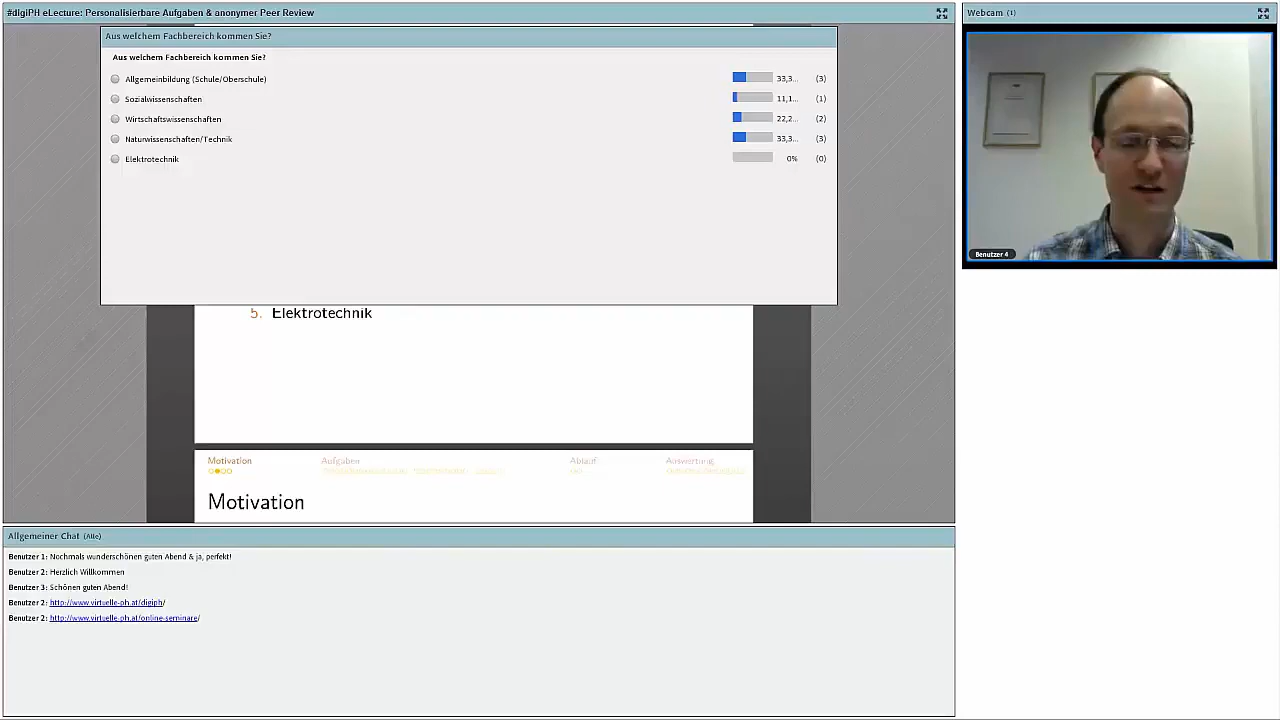 #digiPH eLecture: Personalisierbare Aufgaben & anonymer Peer Review
Webcam (1)
Aus welchem Fachbereich kommen Sie?
Aus welchem Fachbereich kommen Sie?
Allgemeinbildung (Schule/Oberschule) 33,3... (3)
Sozialwissenschaften 11,1... (1)
Wirtschaftswissenschaften 22,2... (2)
Naturwissenschaften/Technik 33,3... (3)
Elektrotechnik 0% (0)
Benutzer 4
5. Elektrotechnik
Motivation Aufgaben Ablauf Auswertung
Motivation
Allgemeiner Chat (Alle)
Benutzer 1: Nochmals wunderschönen guten Abend & ja, perfekt!
Benutzer 2: Herzlich Willkommen
Benutzer 3: Schönen guten Abend!
Benutzer 2: http://www.virtuelle-ph.at/digiph/
Benutzer 2: http://www.virtuelle-ph.at/online-seminare/